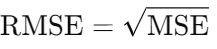 RMSE = √MSE